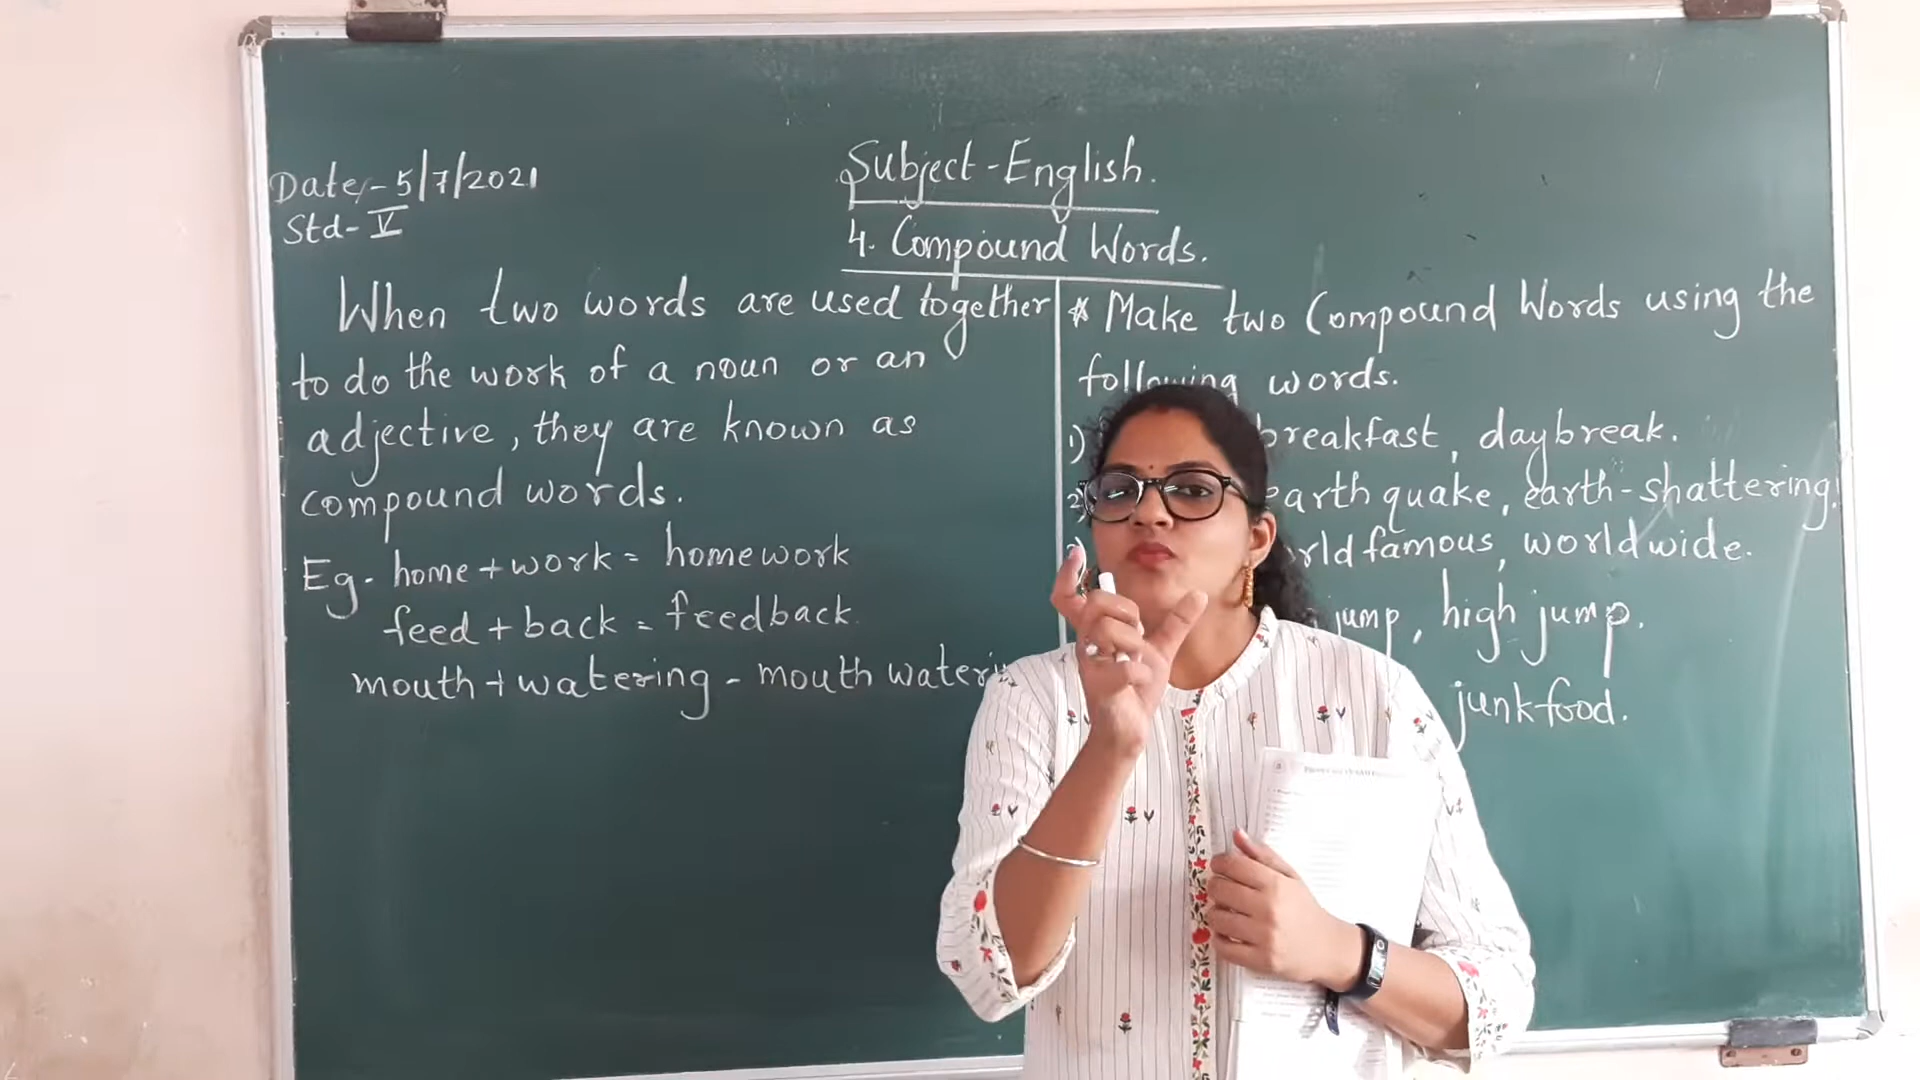 Date,- 5/7/2021
Std- V
Subject - English.
4. Compound Words.
When two words are used together
to do the work of a noun or an
adjective, they are known as
compound words.
Eg. home + work = homework
feed + back = feedback.
mouth + watering - mouth
* Make two Compound Words using the
following words.
1) breakfast, daybreak.
2) earthquake, earth-shattering.
famous, worldwide.
jump, high jump.
junkfood.